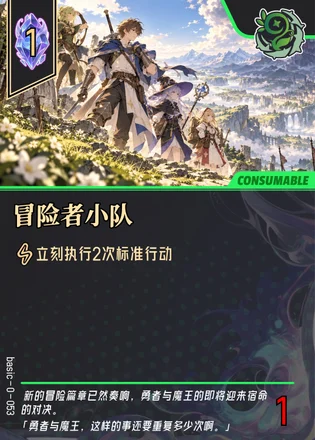 1
CONSUMABLE
冒险者小队
立刻执行2次标准行动
basic-0-053
新的冒险篇章已然奏响，勇者与魔王的即将迎来宿命
的对决。
「勇者与魔王，这样的事还要重复多少次啊。」
1